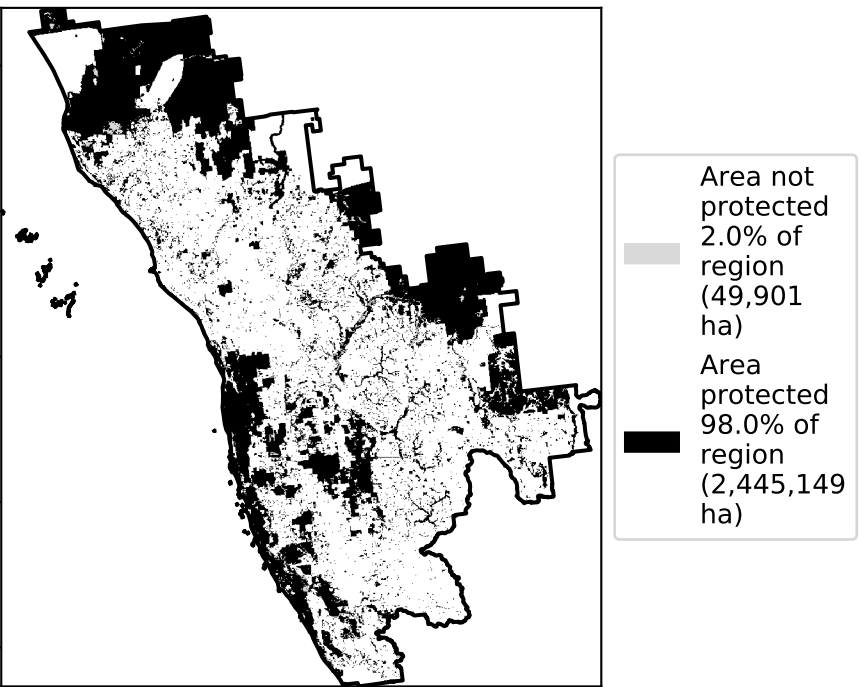 Area not
protected
2.0% of
region
(49,901
ha)
Area
protected
98.0% of
region
(2,445,149
ha)